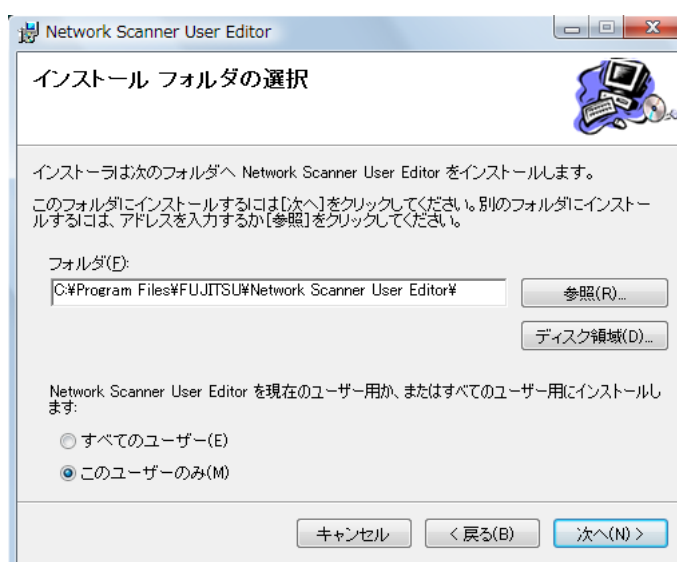 Network Scanner User Editor
インストール フォルダの選択
インストーラは次のフォルダへ Network Scanner User Editor をインストールします。
このフォルダにインストールするには[次へ]をクリックしてください。別のフォルダにインストー
ルするには、アドレスを入力するか[参照]をクリックしてください。
フォルダ(F):
C:¥Program Files¥FUJITSU¥Network Scanner User Editor¥
参照(R)...
ディスク領域(D)...
Network Scanner User Editor を現在のユーザー用か、またはすべてのユーザー用にインストールし
ます:
すべてのユーザー(E)
このユーザーのみ(M)
キャンセル
< 戻る(B)
次へ(N) >